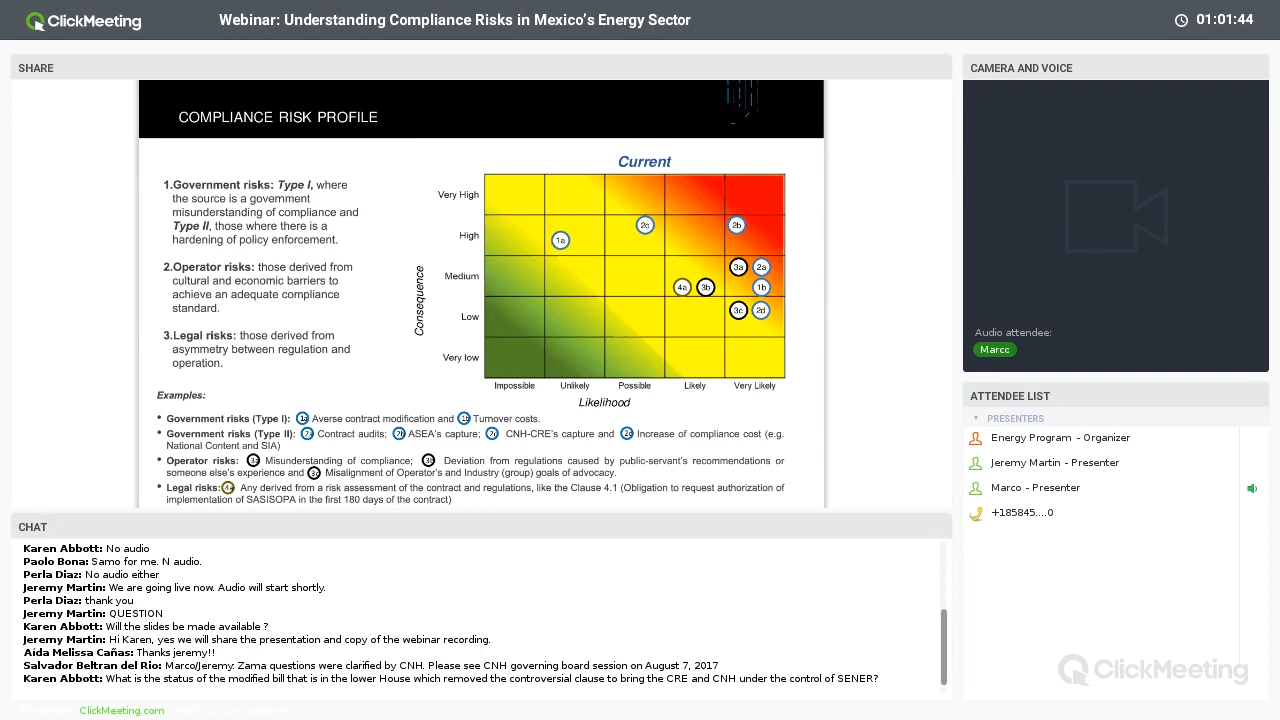 ClickMeeting
Webinar: Understanding Compliance Risks in Mexico's Energy Sector
01:01:44
SHARE
COMPLIANCE RISK PROFILE
1.Government risks: Type I, where
the source is a government
misunderstanding of compliance and
Type II, those where there is a
hardening of policy enforcement.
2.Operator risks: those derived from
cultural and economic barriers to
achieve an adequate compliance
standard.
3.Legal risks: those derived from
asymmetry between regulation and
operation.
Current
Consequence
Very High
High
Medium
Low
Very low
1a
2c
2b
3a
2a
4a
3b
1b
3c
2d
Impossible
Unlikely
Possible
Likely
Very Likely
Likelihood
Examples:
• Government risks (Type I): 1a Averse contract modification and 1b Turnover costs.
• Government risks (Type II): 2a Contract audits; 2b ASEA's capture; 2c CNH-CRE's capture and 2d Increase of compliance cost (e.g.
National Content and SIA)
• Operator risks: 3a Misunderstanding of compliance; 3b Deviation from regulations caused by public-servant's recommendations or
someone else's experience and 3c Misalignment of Operator's and Industry (group) goals of advocacy.
• Legal risks: 4a Any derived from a risk assessment of the contract and regulations, like the Clause 4.1 (Obligation to request authorization of
implementation of SASISOPA in the first 180 days of the contract)
CHAT
Karen Abbott: No audio
Paolo Bona: Samo for me. N audio.
Perla Diaz: No audio either
Jeremy Martin: We are going live now. Audio will start shortly.
Perla Diaz: thank you
Jeremy Martin: QUESTION
Karen Abbott: Will the slides be made available ?
Jeremy Martin: Hi Karen, yes we will share the presentation and copy of the webinar recording.
Aída Melissa Cañas: Thanks jeremy!!
Salvador Beltran del Rio: Marco/Jeremy: Zama questions were clarified by CNH. Please see CNH governing board session on August 7, 2017
Karen Abbott: What is the status of the modified bill that is in the lower House which removed the controversial clause to bring the CRE and CNH under the control of SENER?
ClickMeeting.com
CAMERA AND VOICE
Audio attendee:
Marcc
ATTENDEE LIST
PRESENTERS
Energy Program - Organizer
Jeremy Martin - Presenter
Marco - Presenter
+185845....0
ClickMeeting